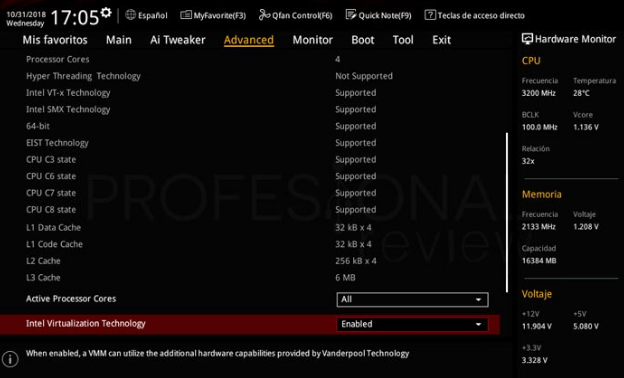 10/31/2018 Wednesday 17:05 Español MyFavorite(F3) Qfan Control(F6) Quick Note(F9) Teclas de acceso directo
Mis favoritos Main Ai Tweaker Advanced Monitor Boot Tool Exit
Hardware Monitor
Processor Cores 4
Hyper Threading Technology Not Supported
Intel VT-x Technology Supported
Intel SMX Technology Supported
64-bit Supported
EIST Technology Supported
CPU C3 state Supported
CPU C6 state Supported
CPU C7 state Supported
CPU C8 state Supported
L1 Data Cache 32 kB x 4
L1 Code Cache 32 kB x 4
L2 Cache 256 kB x 4
L3 Cache 6 MB
Active Processor Cores All
Intel Virtualization Technology Enabled
When enabled, a VMM can utilize the additional hardware capabilities provided by Vanderpool Technology
CPU
Frecuencia Temperatura
3200 MHz 28°C
BCLK Vcore
100.0 MHz 1.136 V
Relación
32x
Memoria
Frecuencia Voltaje
2133 MHz 1.208 V
Capacidad
16384 MB
Voltaje
+12V +5V
11.904 V 5.080 V
+3.3V
3.328 V
PROFESIONAL
review